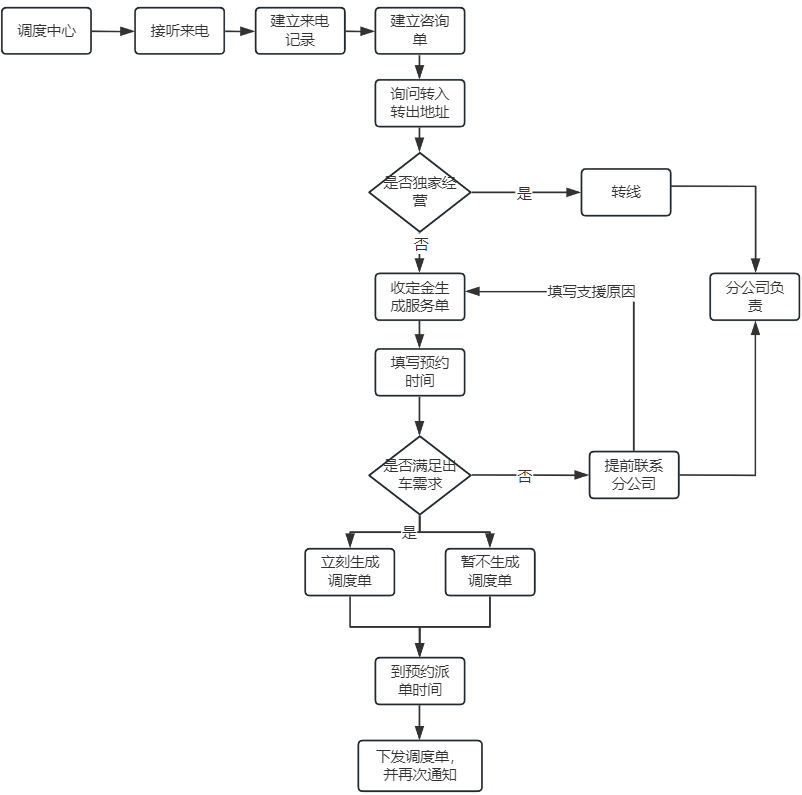 调度中心
接听来电
建立来电
记录
建立咨询
单
询问转入
转出地址
是否独家经
营
是
转线
否
收定金生
成服务单
填写支援原因
分公司负
责
填写预约
时间
是否满足出
车需求
否
提前联系
分公司
是
立刻生成
调度单
暂不生成
调度单
到预约派
单时间
下发调度单，
并再次通知